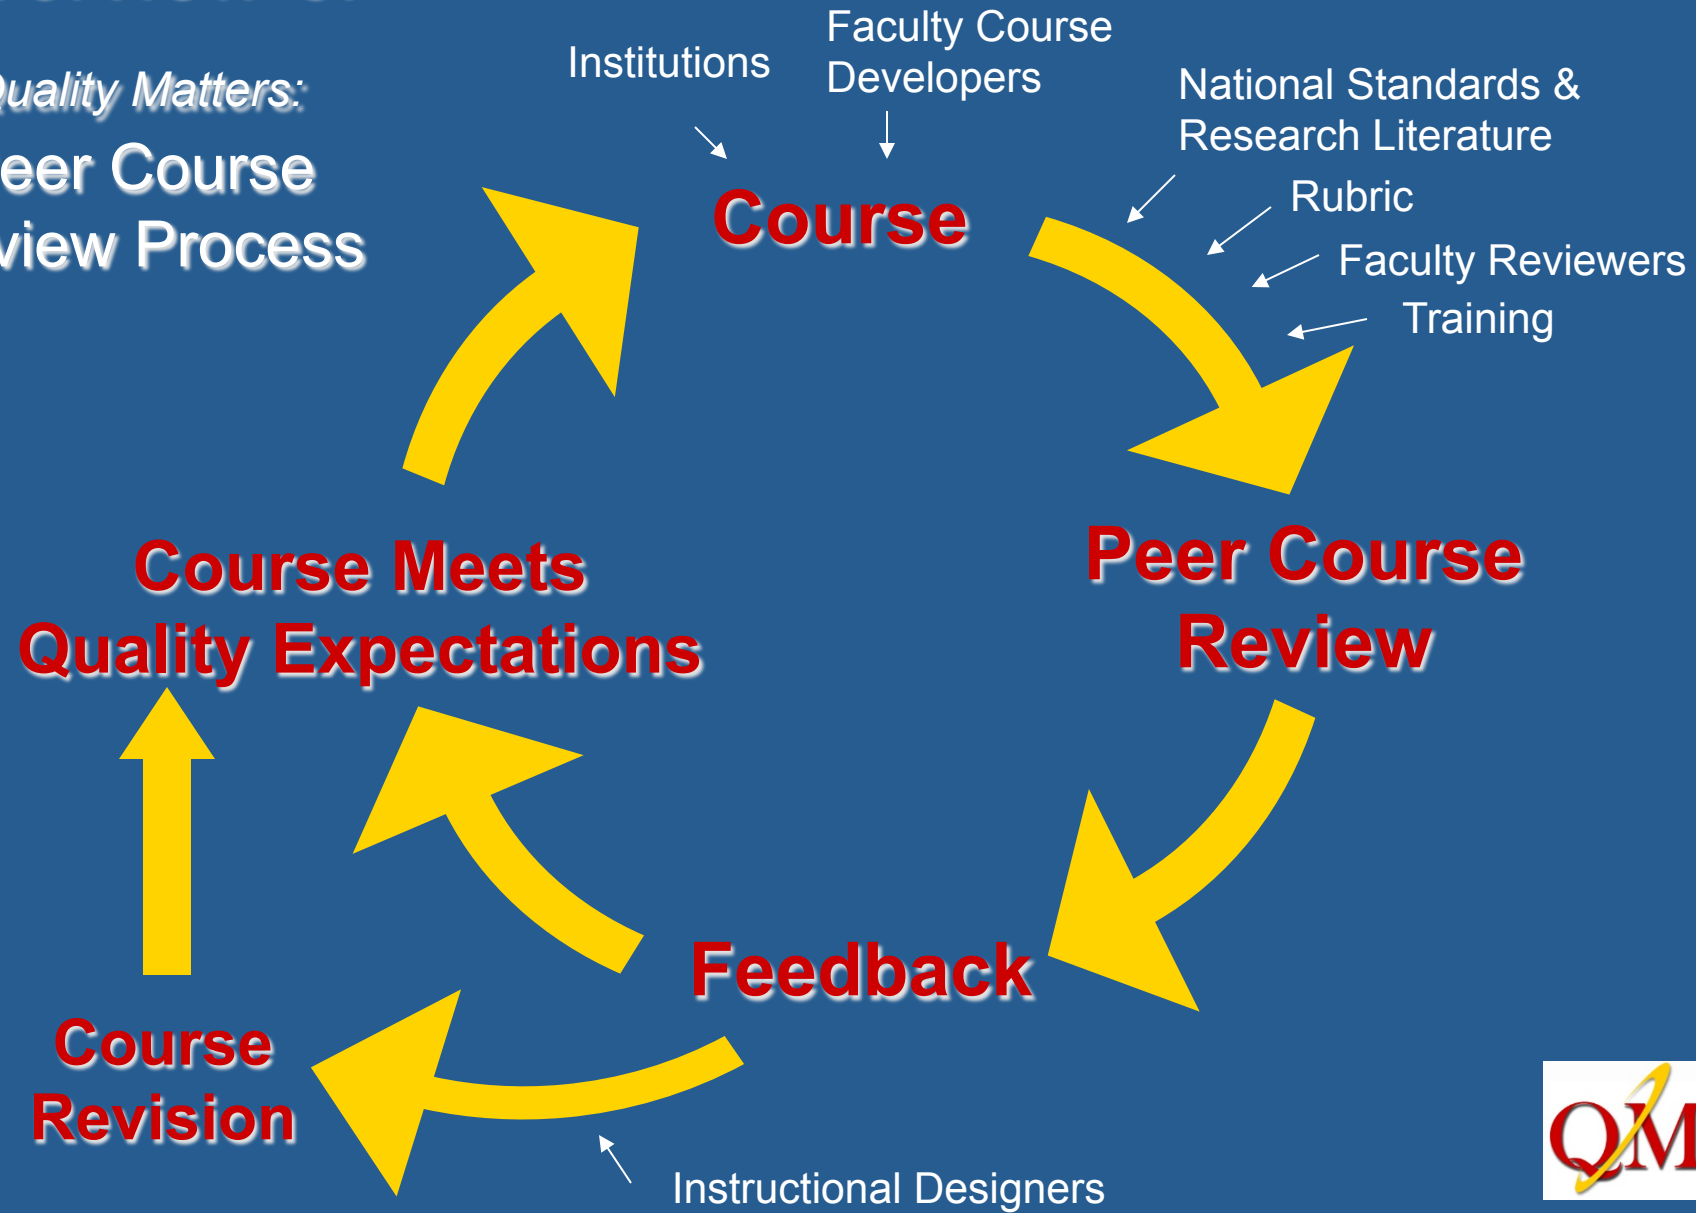 Quality Matters:
Peer Course
view Process
Institutions
Faculty Course
Developers
National Standards &
Research Literature
Rubric
Faculty Reviewers
Training
Course
Peer Course
Review
Course Meets
Quality Expectations
Feedback
Course
Revision
Instructional Designers
QM